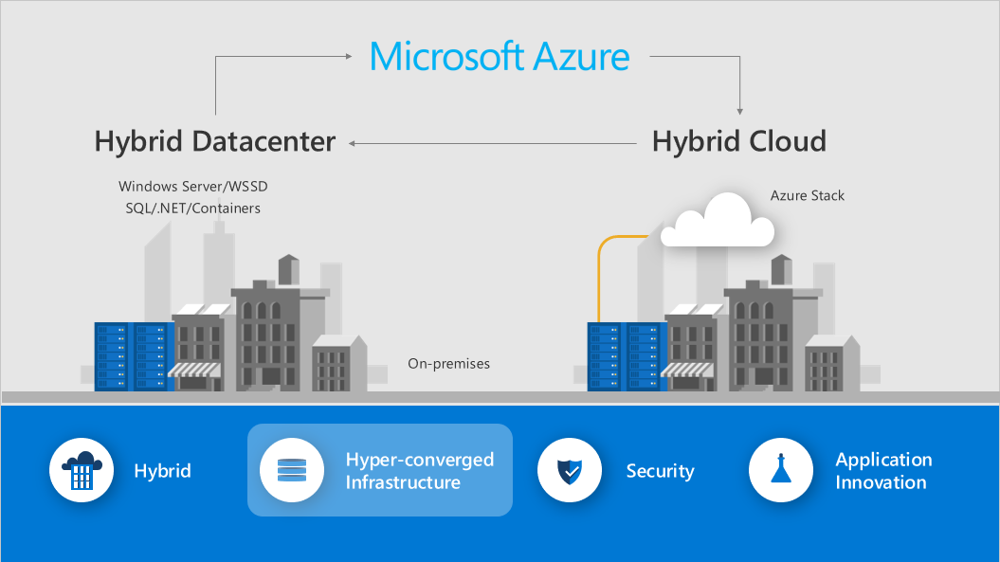 Microsoft Azure
Hybrid Datacenter
Hybrid Cloud
Windows Server/WSSD
SQL/.NET/Containers
Azure Stack
On-premises
Hybrid
Hyper-converged
Infrastructure
Security
Application
Innovation